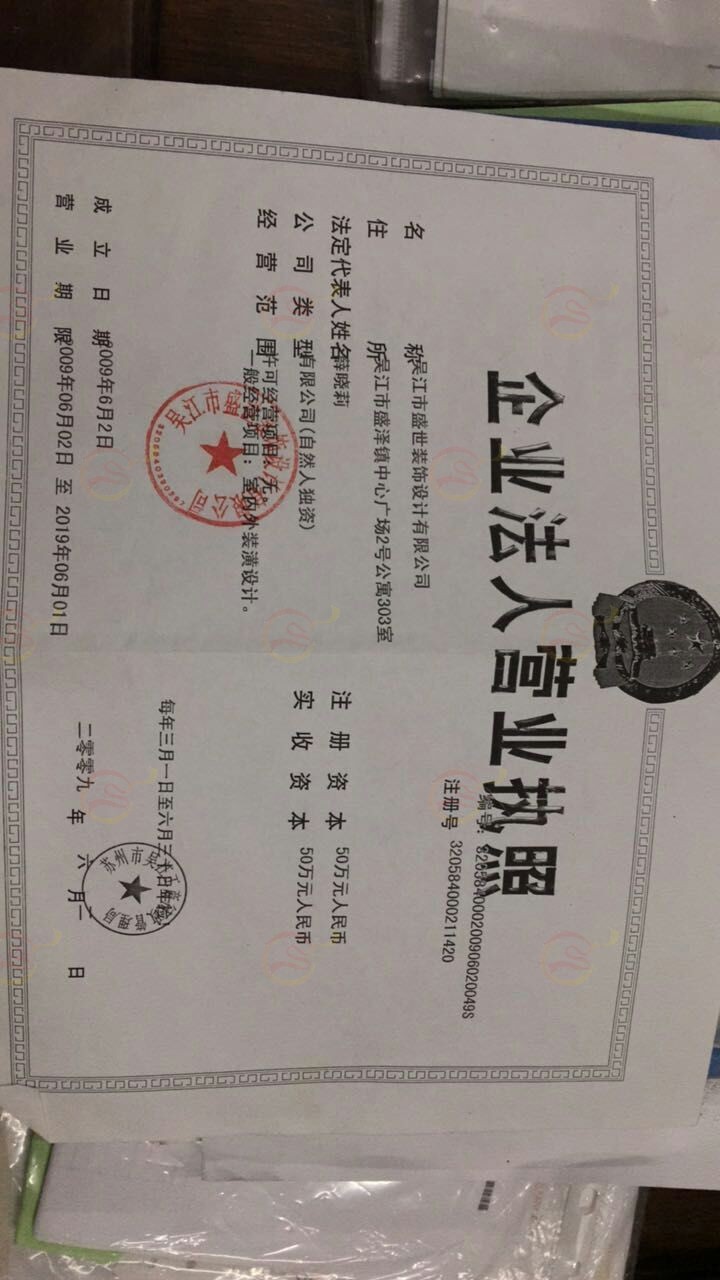 企业法人营业执照
编号：320584000200906020049S
注册号 320584000211420
名称 吴江市盛世装饰设计有限公司
住所 吴江市盛泽镇中心广场2号公寓303室
法定代表人姓名 薛晓莉
注册资本 50万元人民币
公司类型 有限公司(自然人独资)
实收资本 50万元人民币
经营范围 许可经营项目：无。
一般经营项目：室内外装潢设计。
成立日期 009年6月2日
营业期限 009年06月02日 至 2019年06月01日
每年三月一日至六月三十日年检
二零零九 年 六 月 日